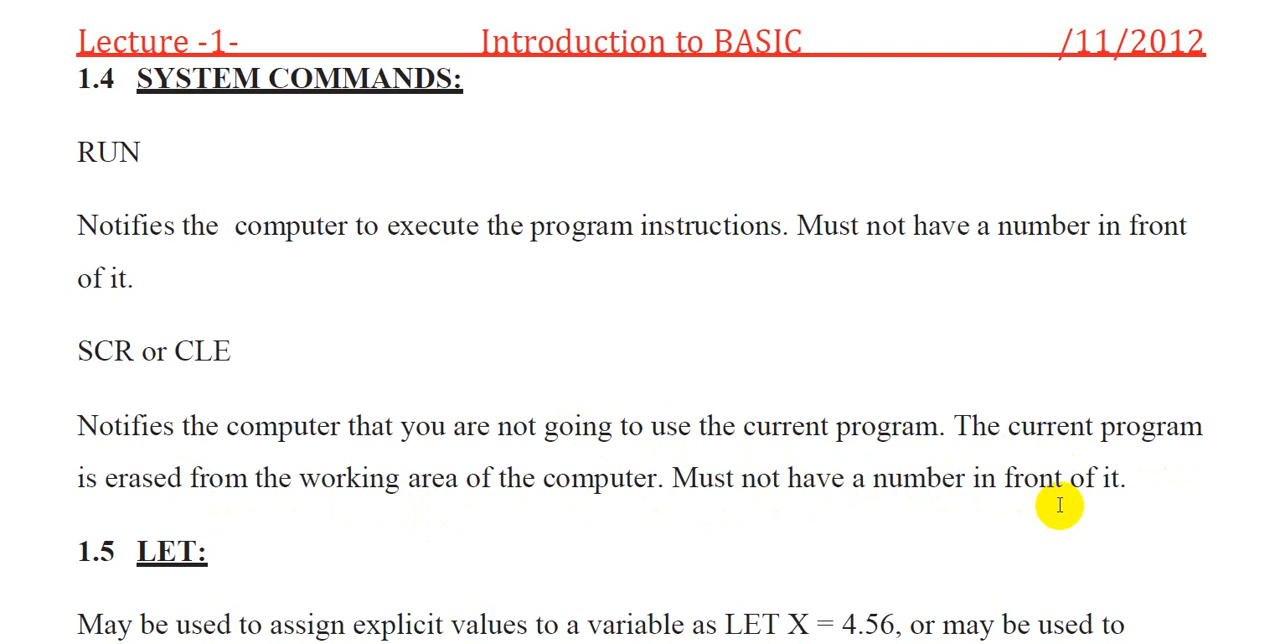 Lecture -1- Introduction to BASIC /11/2012
1.4 SYSTEM COMMANDS:
RUN
Notifies the computer to execute the program instructions. Must not have a number in front
of it.
SCR or CLE
Notifies the computer that you are not going to use the current program. The current program
is erased from the working area of the computer. Must not have a number in front of it.
1.5 LET:
May be used to assign explicit values to a variable as LET X = 4.56, or may be used to